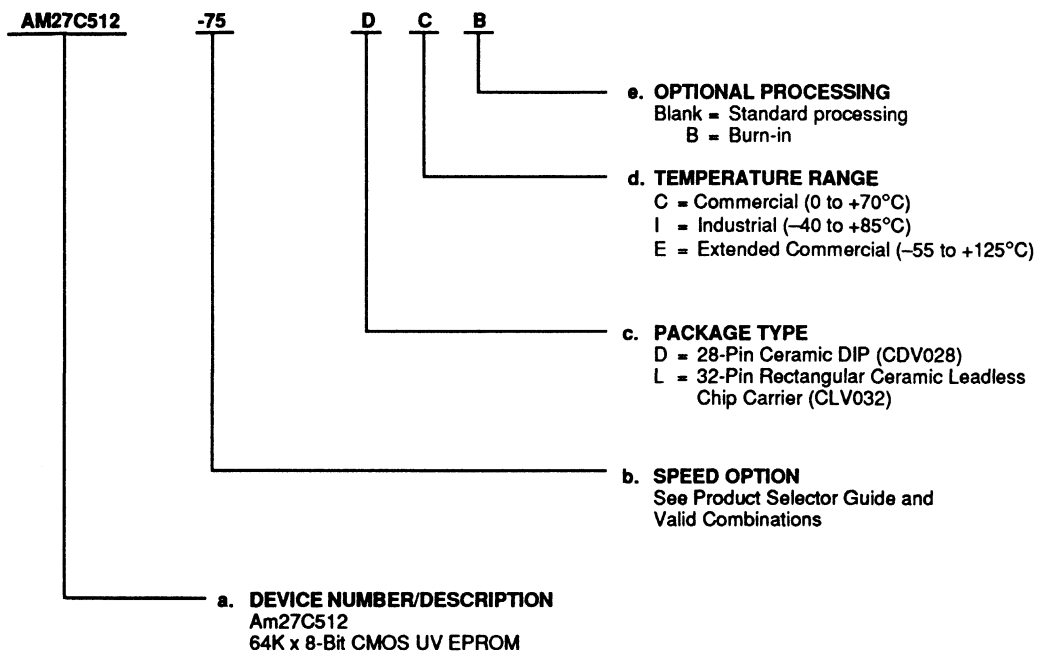 AM27C512 -75 D C B
e. OPTIONAL PROCESSING
Blank = Standard processing
B = Burn-in
d. TEMPERATURE RANGE
C = Commercial (0 to +70°C)
I = Industrial (–40 to +85°C)
E = Extended Commercial (–55 to +125°C)
c. PACKAGE TYPE
D = 28-Pin Ceramic DIP (CDV028)
L = 32-Pin Rectangular Ceramic Leadless
Chip Carrier (CLV032)
b. SPEED OPTION
See Product Selector Guide and
Valid Combinations
a. DEVICE NUMBER/DESCRIPTION
Am27C512
64K x 8-Bit CMOS UV EPROM